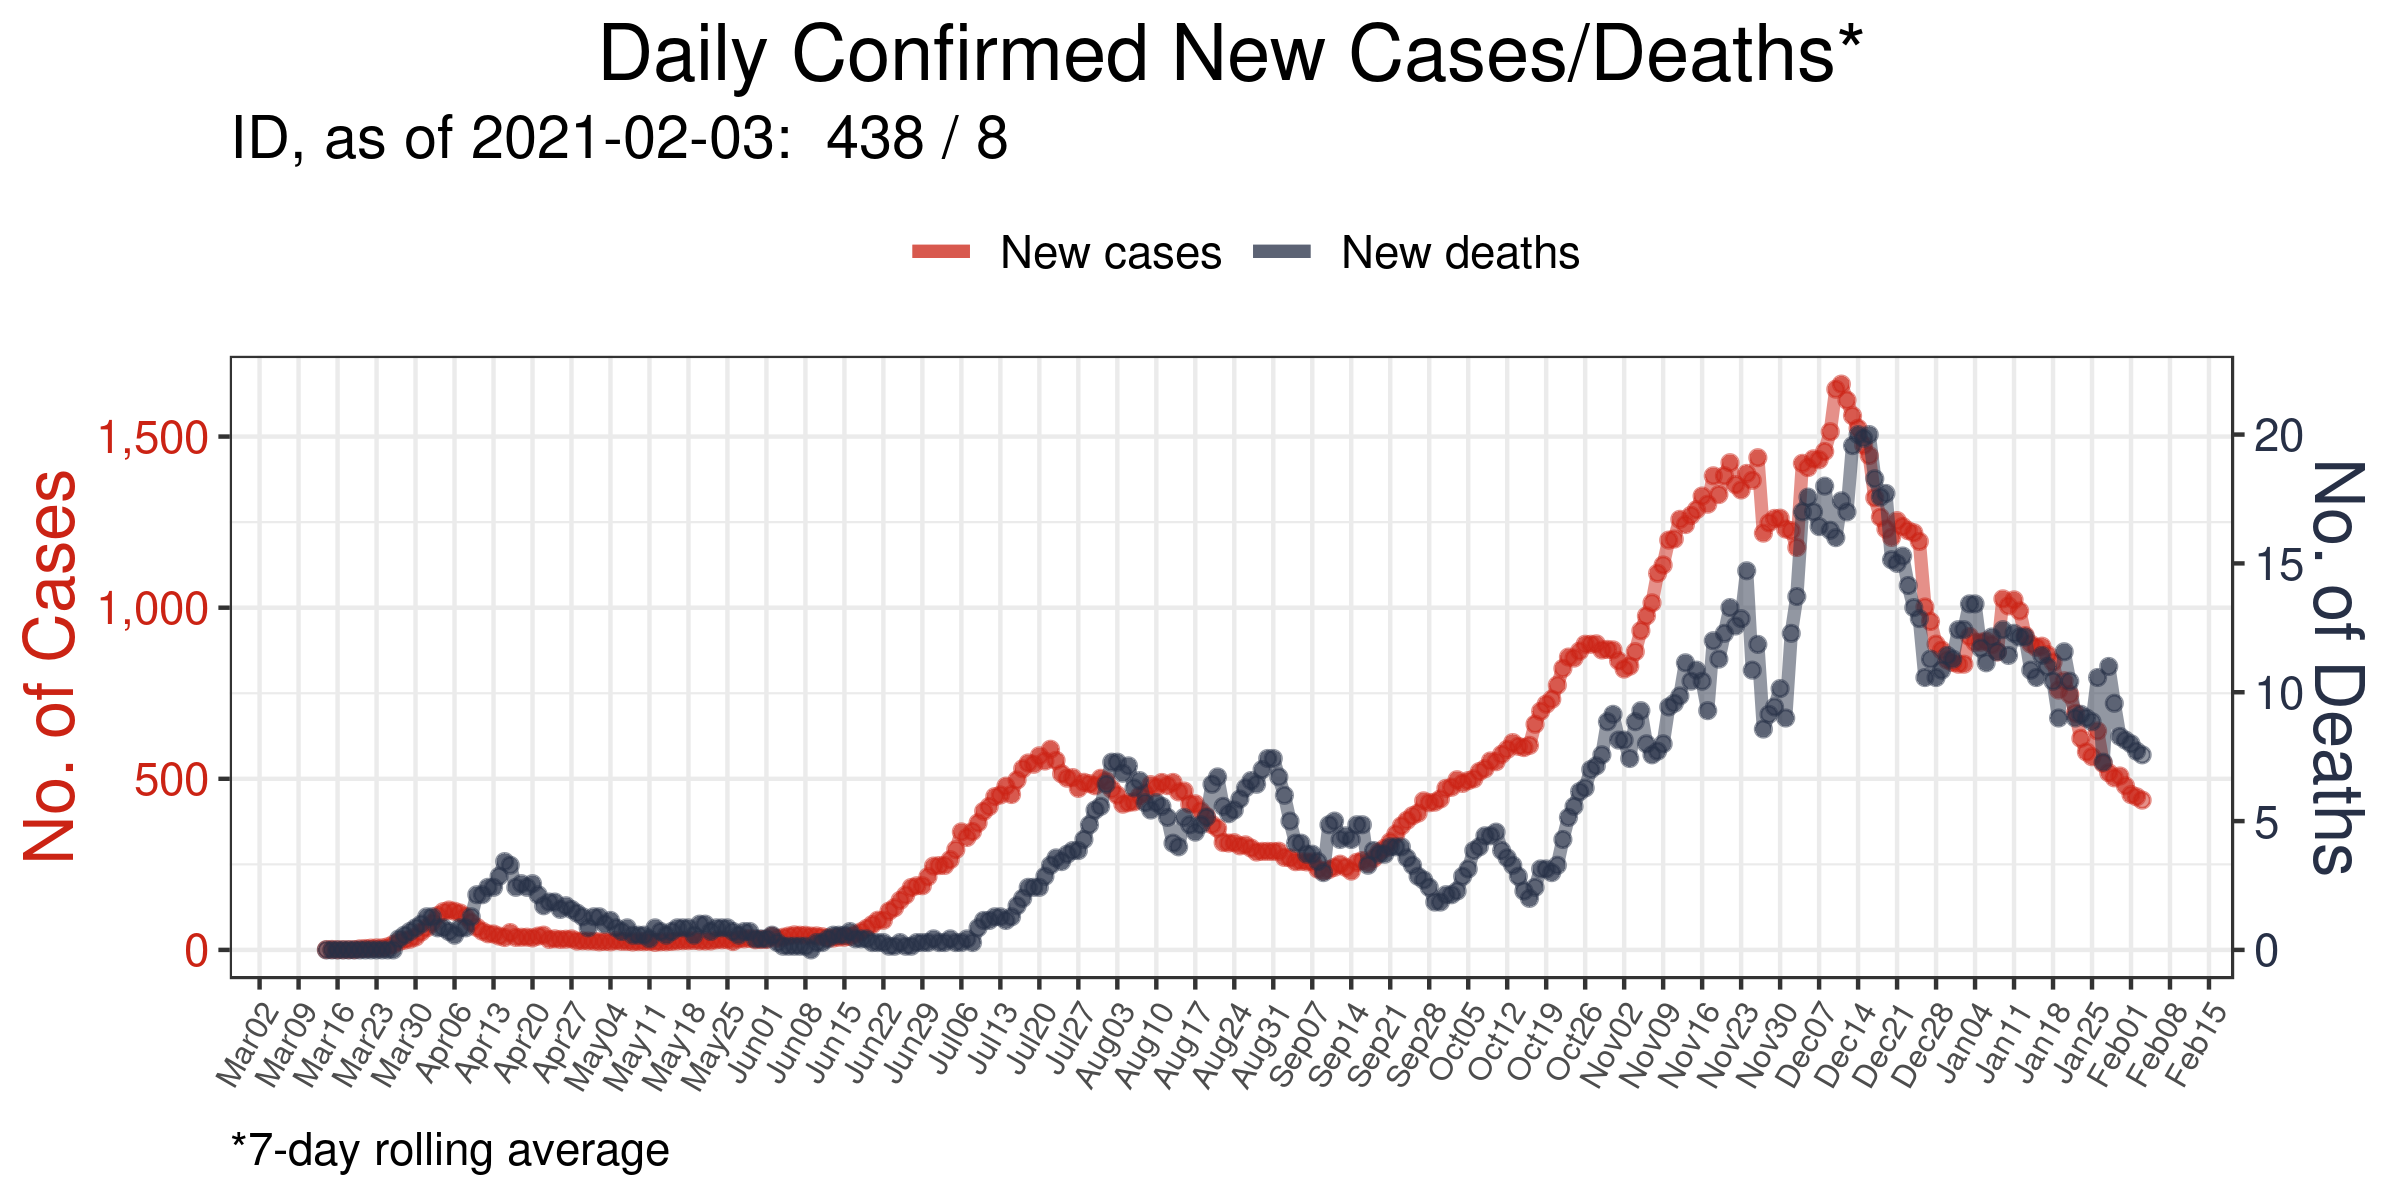 Daily Confirmed New Cases/Deaths*
ID, as of 2021-02-03:  438 / 8
New cases New deaths
No. of Cases
1,500
1,000
500
0
20
15
10
5
0
No. of Deaths
Mar02 Mar09 Mar16 Mar23 Mar30 Apr06 Apr13 Apr20 Apr27 May04 May11 May18 May25 Jun01 Jun08 Jun15 Jun22 Jun29 Jul06 Jul13 Jul20 Jul27 Aug03 Aug10 Aug17 Aug24 Aug31 Sep07 Sep14 Sep21 Sep28 Oct05 Oct12 Oct19 Oct26 Nov02 Nov09 Nov16 Nov23 Nov30 Dec07 Dec14 Dec21 Dec28 Jan04 Jan11 Jan18 Jan25 Feb01 Feb08 Feb15
*7-day rolling average